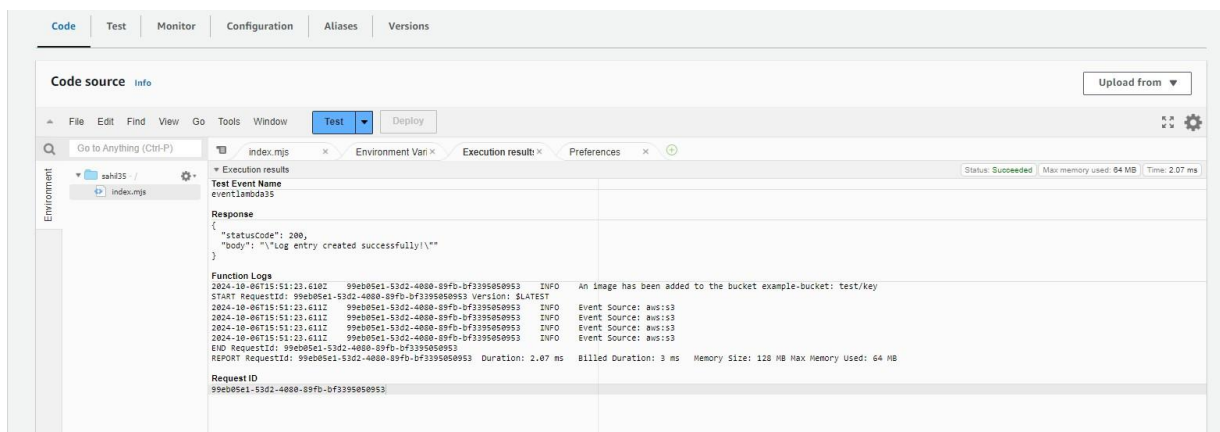 Code Test Monitor Configuration Aliases Versions
Code source Info
Upload from
File Edit Find View Go Tools Window Test Deploy
Go to Anything (Ctrl-P)
index.mjs Environment Vari Execution results Preferences
Environment
sahil35 - /
index.mjs
Execution results
Status: Succeeded Max memory used: 64 MB Time: 2.07 ms
Test Event Name
eventlambda35
Response
{
"statusCode": 200,
"body": "\"Log entry created successfully!\""
}
Function Logs
2024-10-06T15:51:23.610Z 99eb05e1-53d2-4080-89fb-bf3395050953 INFO An image has been added to the bucket example-bucket: test/key
START RequestId: 99eb05e1-53d2-4080-89fb-bf3395050953 Version: $LATEST
2024-10-06T15:51:23.611Z 99eb05e1-53d2-4080-89fb-bf3395050953 INFO Event Source: aws:s3
2024-10-06T15:51:23.611Z 99eb05e1-53d2-4080-89fb-bf3395050953 INFO Event Source: aws:s3
2024-10-06T15:51:23.611Z 99eb05e1-53d2-4080-89fb-bf3395050953 INFO Event Source: aws:s3
2024-10-06T15:51:23.611Z 99eb05e1-53d2-4080-89fb-bf3395050953 INFO Event Source: aws:s3
END RequestId: 99eb05e1-53d2-4080-89fb-bf3395050953
REPORT RequestId: 99eb05e1-53d2-4080-89fb-bf3395050953 Duration: 2.07 ms Billed Duration: 3 ms Memory Size: 128 MB Max Memory Used: 64 MB
Request ID
99eb05e1-53d2-4080-89fb-bf3395050953